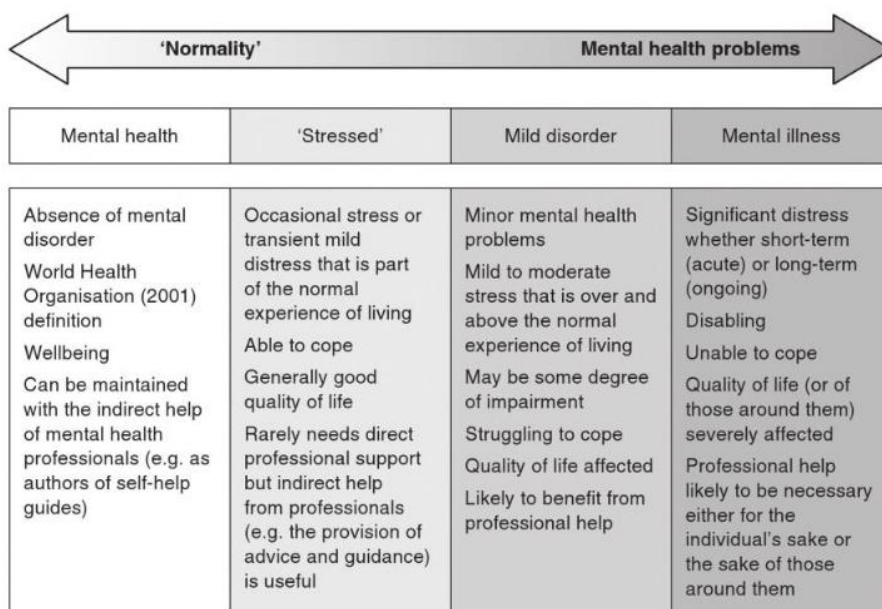 'Normality'
Mental health problems
Mental health
'Stressed'
Mild disorder
Mental illness
Absence of mental
disorder
World Health
Organisation (2001)
definition
Wellbeing
Can be maintained
with the indirect help
of mental health
professionals (e.g. as
authors of self-help
guides)
Occasional stress or
transient mild
distress that is part
of the normal
experience of living
Able to cope
Generally good
quality of life
Rarely needs direct
professional support
but indirect help
from professionals
(e.g. the provision of
advice and guidance)
is useful
Minor mental health
problems
Mild to moderate
stress that is over and
above the normal
experience of living
May be some degree
of impairment
Struggling to cope
Quality of life affected
Likely to benefit from
professional help
Significant distress
whether short-term
(acute) or long-term
(ongoing)
Disabling
Unable to cope
Quality of life (or of
those around them)
severely affected
Professional help
likely to be necessary
either for the
individual's sake or
the sake of those
around them